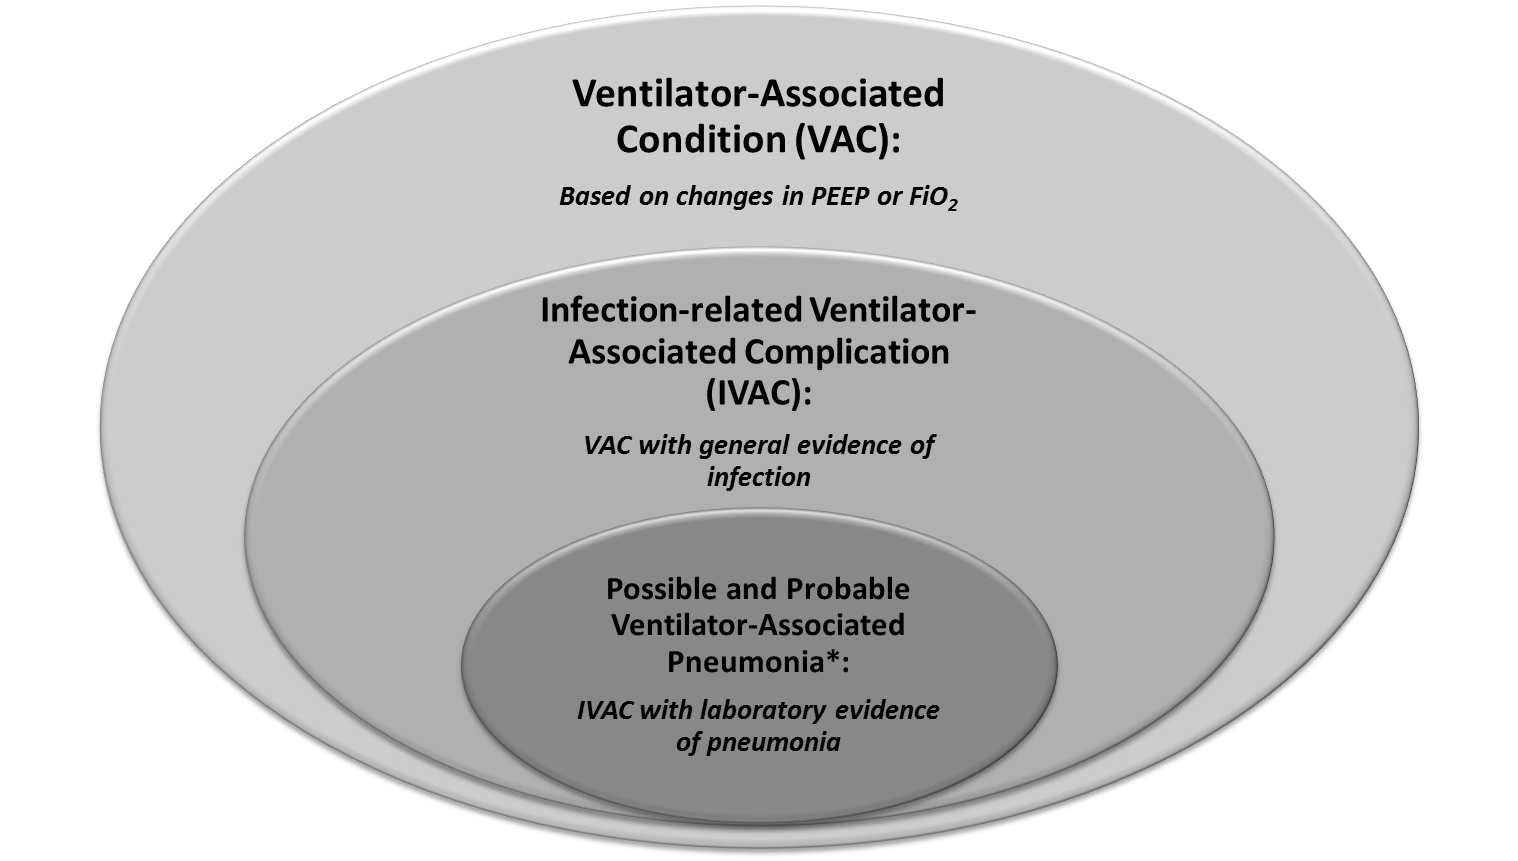 Ventilator-Associated
Condition (VAC):
Based on changes in PEEP or FiO₂
Infection-related Ventilator-
Associated Complication
(IVAC):
VAC with general evidence of
infection
Possible and Probable
Ventilator-Associated
Pneumonia*:
IVAC with laboratory evidence
of pneumonia